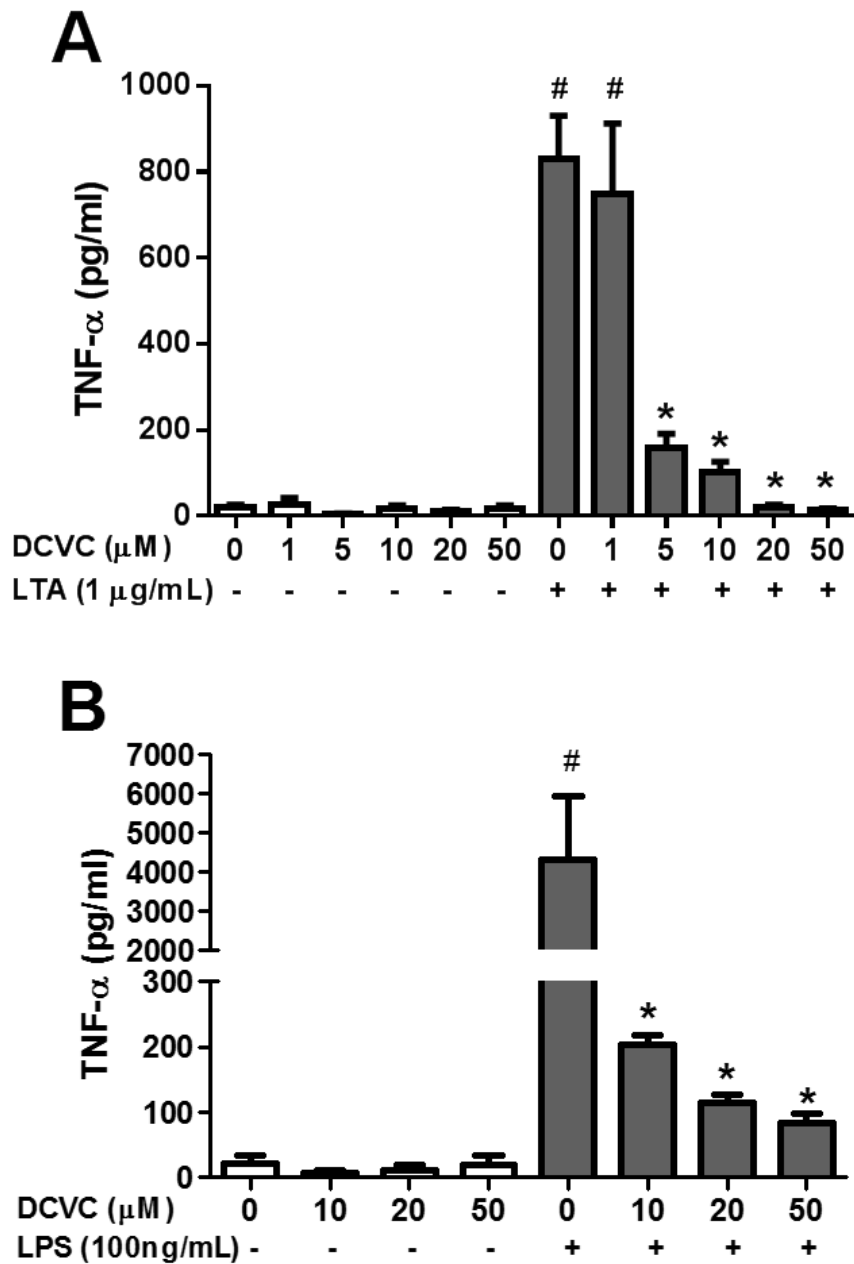 A
1000
# #
800
600
400
200
0
* * * *
TNF-α (pg/ml)
DCVC (μM) 0 1 5 10 20 50 0 1 5 10 20 50
LTA (1 μg/mL) - - - - - - + + + + + +
B
7000
6000
5000
4000
3000
2000
300
200
100
0
#
* * *
TNF-α (pg/ml)
DCVC (μM) 0 10 20 50 0 10 20 50
LPS (100ng/mL) - - - - + + + +